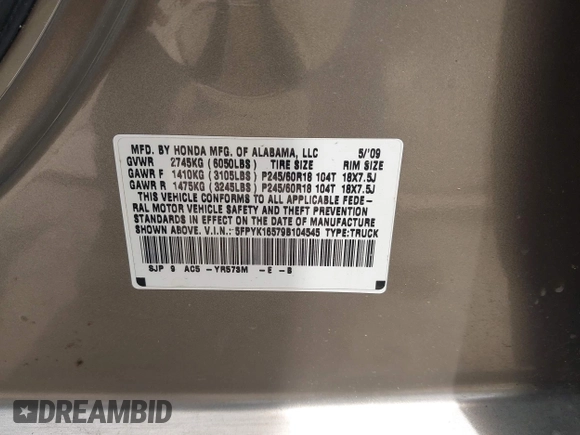 MFD. BY HONDA MFG. OF ALABAMA, LLC 5/'09
GVWR 2745KG (6050LBS) TIRE SIZE RIM SIZE
GAWR F 1410KG (3105LBS) P245/60R18 104T 18X7.5J
GAWR R 1475KG (3245LBS) P245/60R18 104T 18X7.5J
THIS VEHICLE CONFORMS TO ALL APPLICABLE FEDE-
RAL MOTOR VEHICLE SAFETY AND THEFT PREVENTION
STANDARDS IN EFFECT ON THE DATE OF MANUFACTURE
SHOWN ABOVE. V.I.N.: 5FPYK16579B104545 TYPE:TRUCK
SJP 9 AC5 -YR573M -E -B
DREAMBID